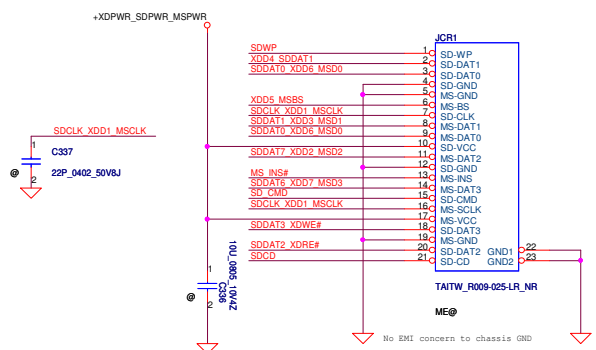 +XDPWR_SDPWR_MSPWR
JCR1
SDWP 1 SD-WP
XDD4_SDDAT1 2 SD-DAT1
SDDAT0_XDD6_MSD0 3 SD-DAT0
4 SD-GND
5 MS-GND
XDD5_MSBS 6 MS-BS
SDCLK_XDD1_MSCLK 7 SD-CLK
SDDAT1_XDD3_MSD1 8 MS-DAT1
SDDAT0_XDD6_MSD0 9 MS-DAT0
10 SD-VCC
SDDAT7_XDD2_MSD2 11 MS-DAT2
12 SD-GND
MS_INS# 13 MS-INS
SDDAT6_XDD7_MSD3 14 MS-DAT3
SD_CMD 15 SD-CMD
SDCLK_XDD1_MSCLK 16 MS-SCLK
17 MS-VCC
SDDAT3_XDWE# 18 SD-DAT3
19 MS-GND
SDDAT2_XDRE# 20 SD-DAT2 GND1 22
SDCD 21 SD-CD GND2 23
TAITW_R009-025-LR_NR
ME@
SDCLK_XDD1_MSCLK
1
C337
@
22P_0402_50V8J
2
10U_0805_10V4Z
1
C336
@
2
No EMI concern to chassis GND